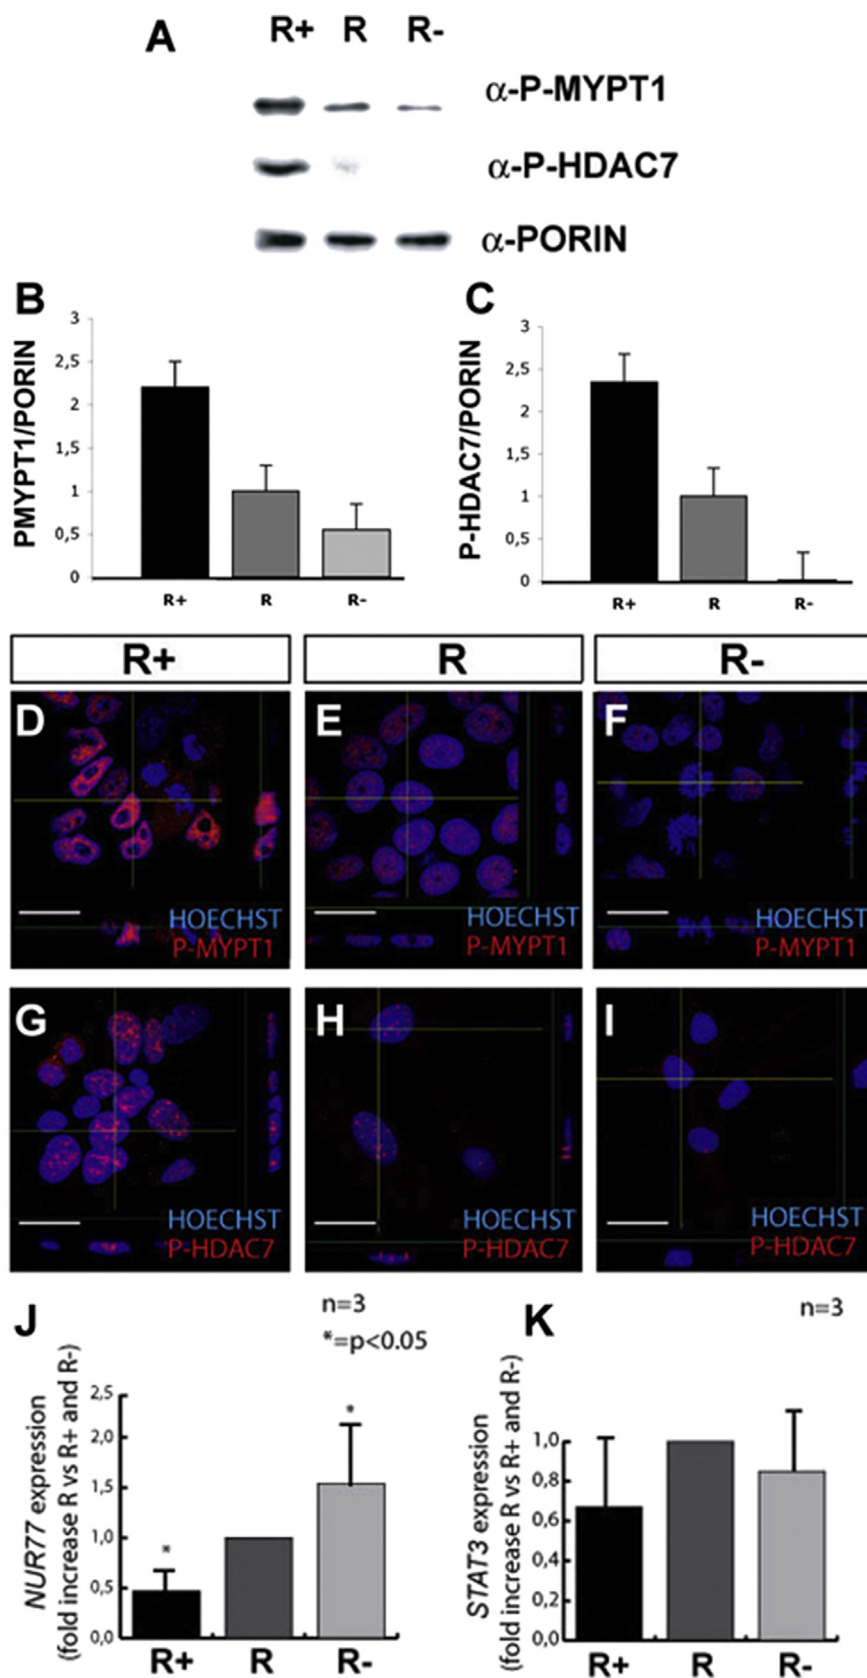 A
R+ R R-
α-P-MYPT1
α-P-HDAC7
α-PORIN
B
PMYPT1/PORIN
3
2,5
2
1,5
1
0,5
0
R+ R R-
C
P-HDAC7/PORIN
3
2,5
2
1,5
1
0,5
0
R+ R R-
R+ R R-
D
HOECHST
P-MYPT1
E
HOECHST
P-MYPT1
F
HOECHST
P-MYPT1
G
HOECHST
P-HDAC7
H
HOECHST
P-HDAC7
I
HOECHST
P-HDAC7
J
n=3
*=p<0.05
NUR77 expression
(fold increase R vs R+ and R-)
2,5
2,0
1,5
1,0
0,5
0,0
*
*
R+ R R-
K
n=3
STAT3 expression
(fold increase R vs R+ and R-)
1,0
0,8
0,6
0,4
0,2
0,0
R+ R R-